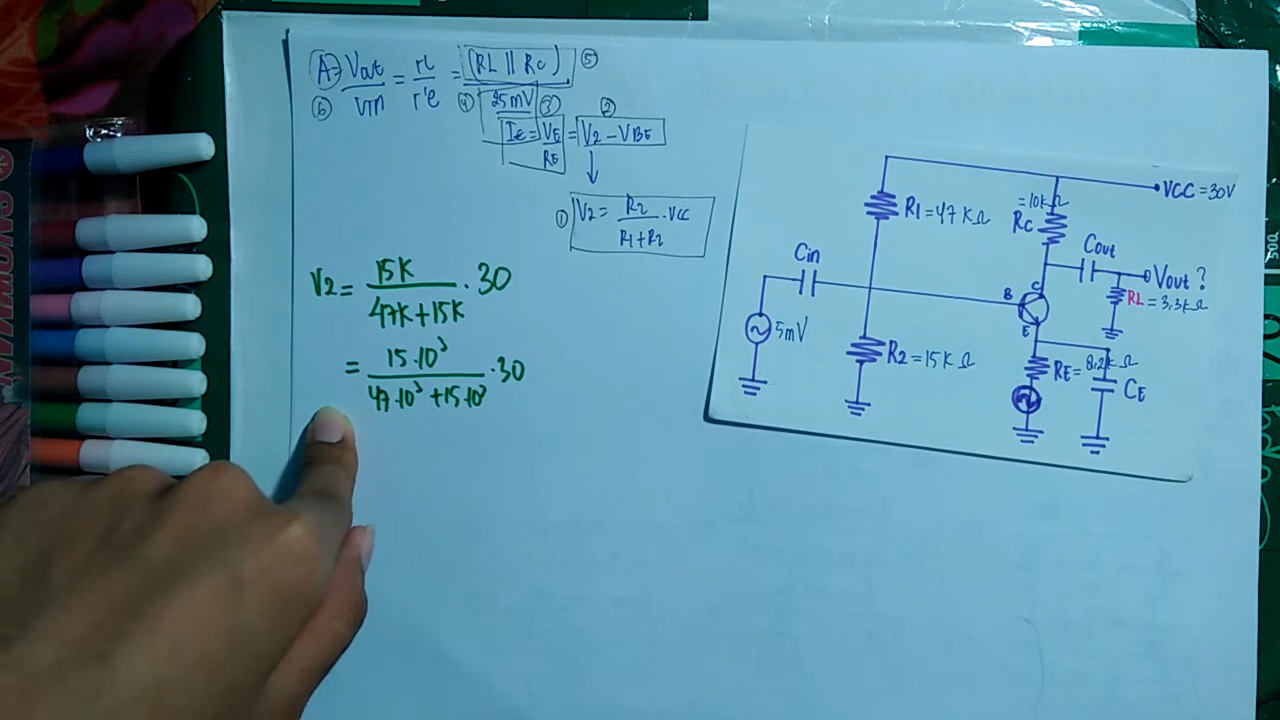 A = Vout / Vin = rL / r'e = (RL || RC) ⑤
⑥ ④ 25mV ③ ②
IE = VE / RE = V2 - VBE
↓
① V2 = R2 / R1+R2 . VCC
V2 = 15K / 47K+15K . 30
= 15.10³ / 47.10³ +15.10³ . 30
VCC = 30V
R1 = 47 KΩ
=10kΩ
RC
Cin
Cout
Vout ?
C
B
E
RL = 3,3kΩ
5mV
R2 = 15K Ω
RE = 8,2kΩ
CE
SNOWMAN